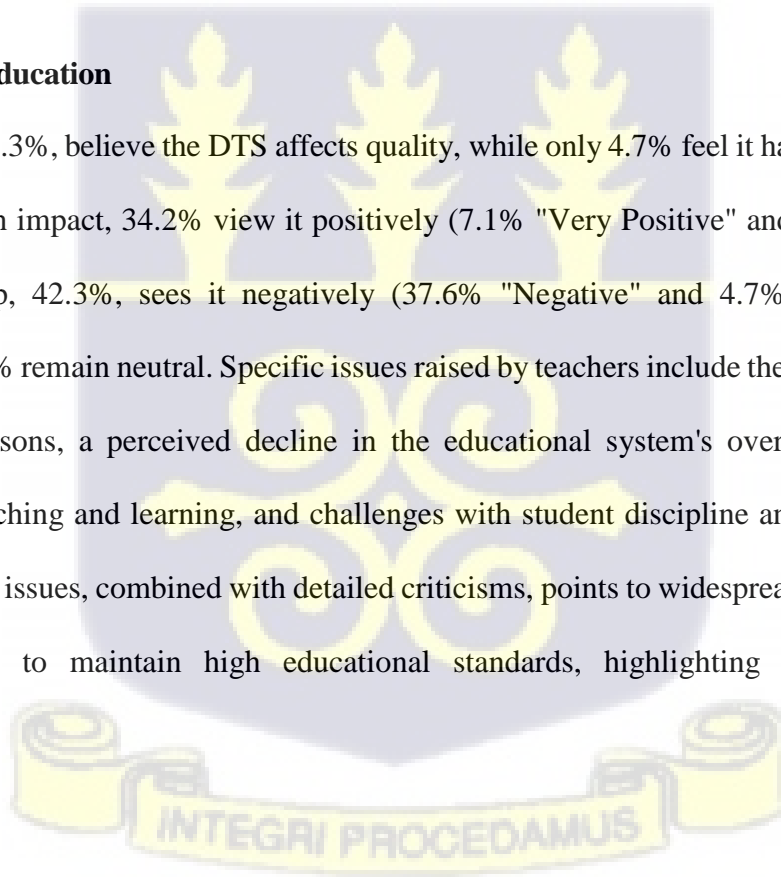 ducation
.3%, believe the DTS affects quality, while only 4.7% feel it ha
n impact, 34.2% view it positively (7.1% "Very Positive" and
p, 42.3%, sees it negatively (37.6% "Negative" and 4.7%
% remain neutral. Specific issues raised by teachers include the
sons, a perceived decline in the educational system's over
ching and learning, and challenges with student discipline an
issues, combined with detailed criticisms, points to widesprea
to maintain high educational standards, highlighting
INTEGRI PROCEDAMUS